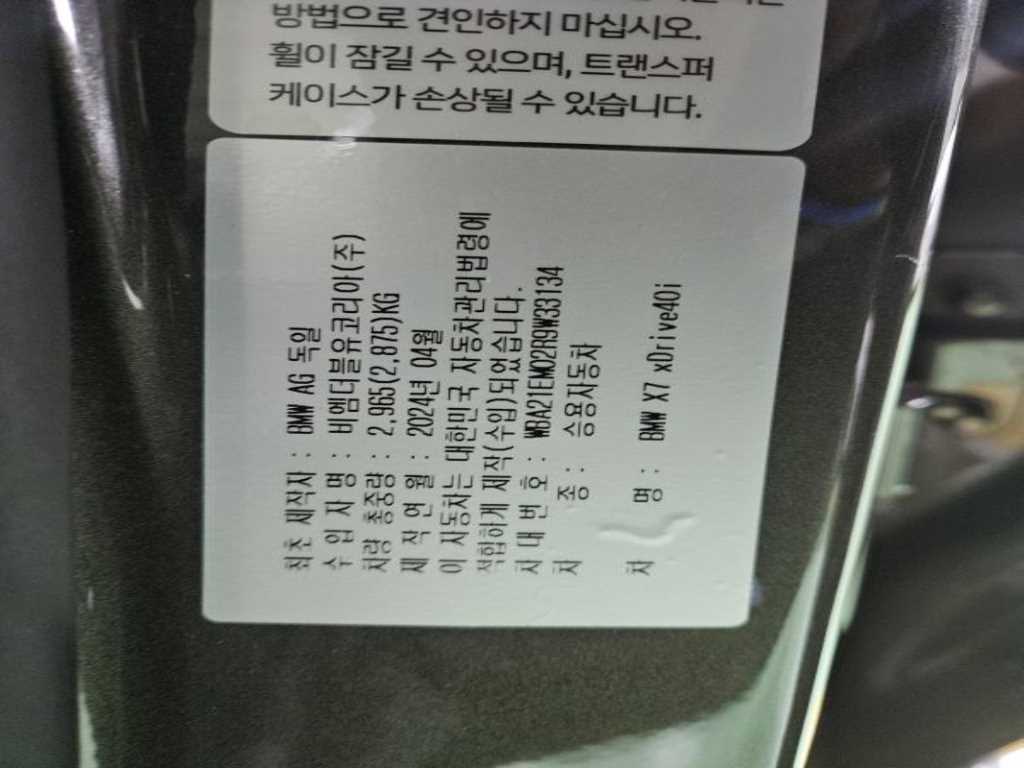 방법으로 견인하지 마십시오.
휠이 잠길 수 있으며, 트랜스퍼
케이스가 손상될 수 있습니다.
최초 제작자 : BMW AG 독일
수 입 자 명 : 비엠더블유코리아(주)
차량 총중량 : 2,965(2,875)KG
제 작 연 월 : 2024년 04월
이 자동차는 대한민국 자동차관리법령에
적합하게 제작(수입)되었습니다.
차 대 번 호 : WBA21EM02R9W33134
차 종 : 승용자동차
차 명 : BMW X7 xDrive40i